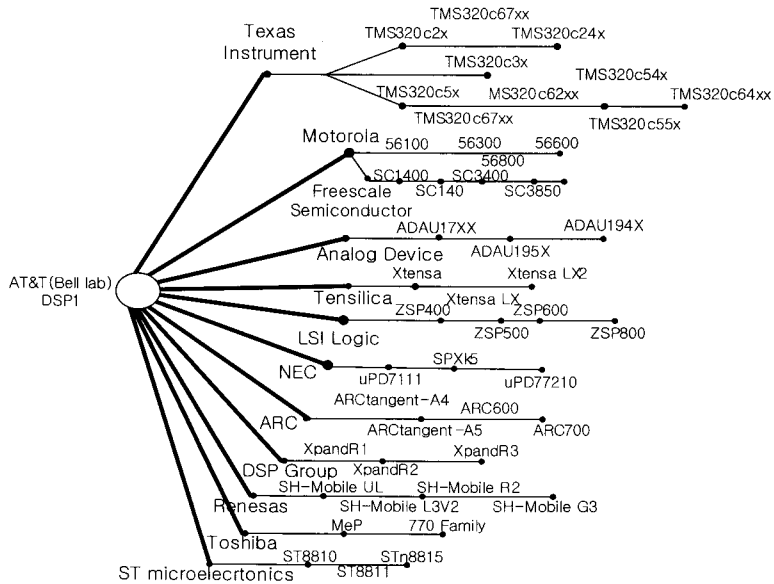 AT&T(Bell lab)
DSP1
Texas
Instrument
TMS320c67xx
TMS320c2x
TMS320c24x
TMS320c3x
TMS320c54x
TMS320c5x
MS320c62xx
TMS320c64xx
TMS320c67xx
TMS320c55x
Motorola
56100
56300
56600
56800
Freescale
Semiconductor
SC1400
SC3400
SC140
SC3850
Analog Device
ADAU17XX
ADAU194X
ADAU195X
Tensilica
Xtensa
Xtensa LX2
Xtensa LX
LSI Logic
ZSP400
ZSP600
ZSP500
ZSP800
NEC
SPXk5
uPD7111
uPD77210
ARC
ARCtangent-A4
ARC600
ARCtangent-A5
ARC700
DSP Group
XpandR1
XpandR3
XpandR2
Renesas
SH-Mobile UL
SH-Mobile R2
SH-Mobile L3V2
SH-Mobile G3
Toshiba
MeP
770 Family
ST microelecrtonics
ST8810
STn8815
ST8811